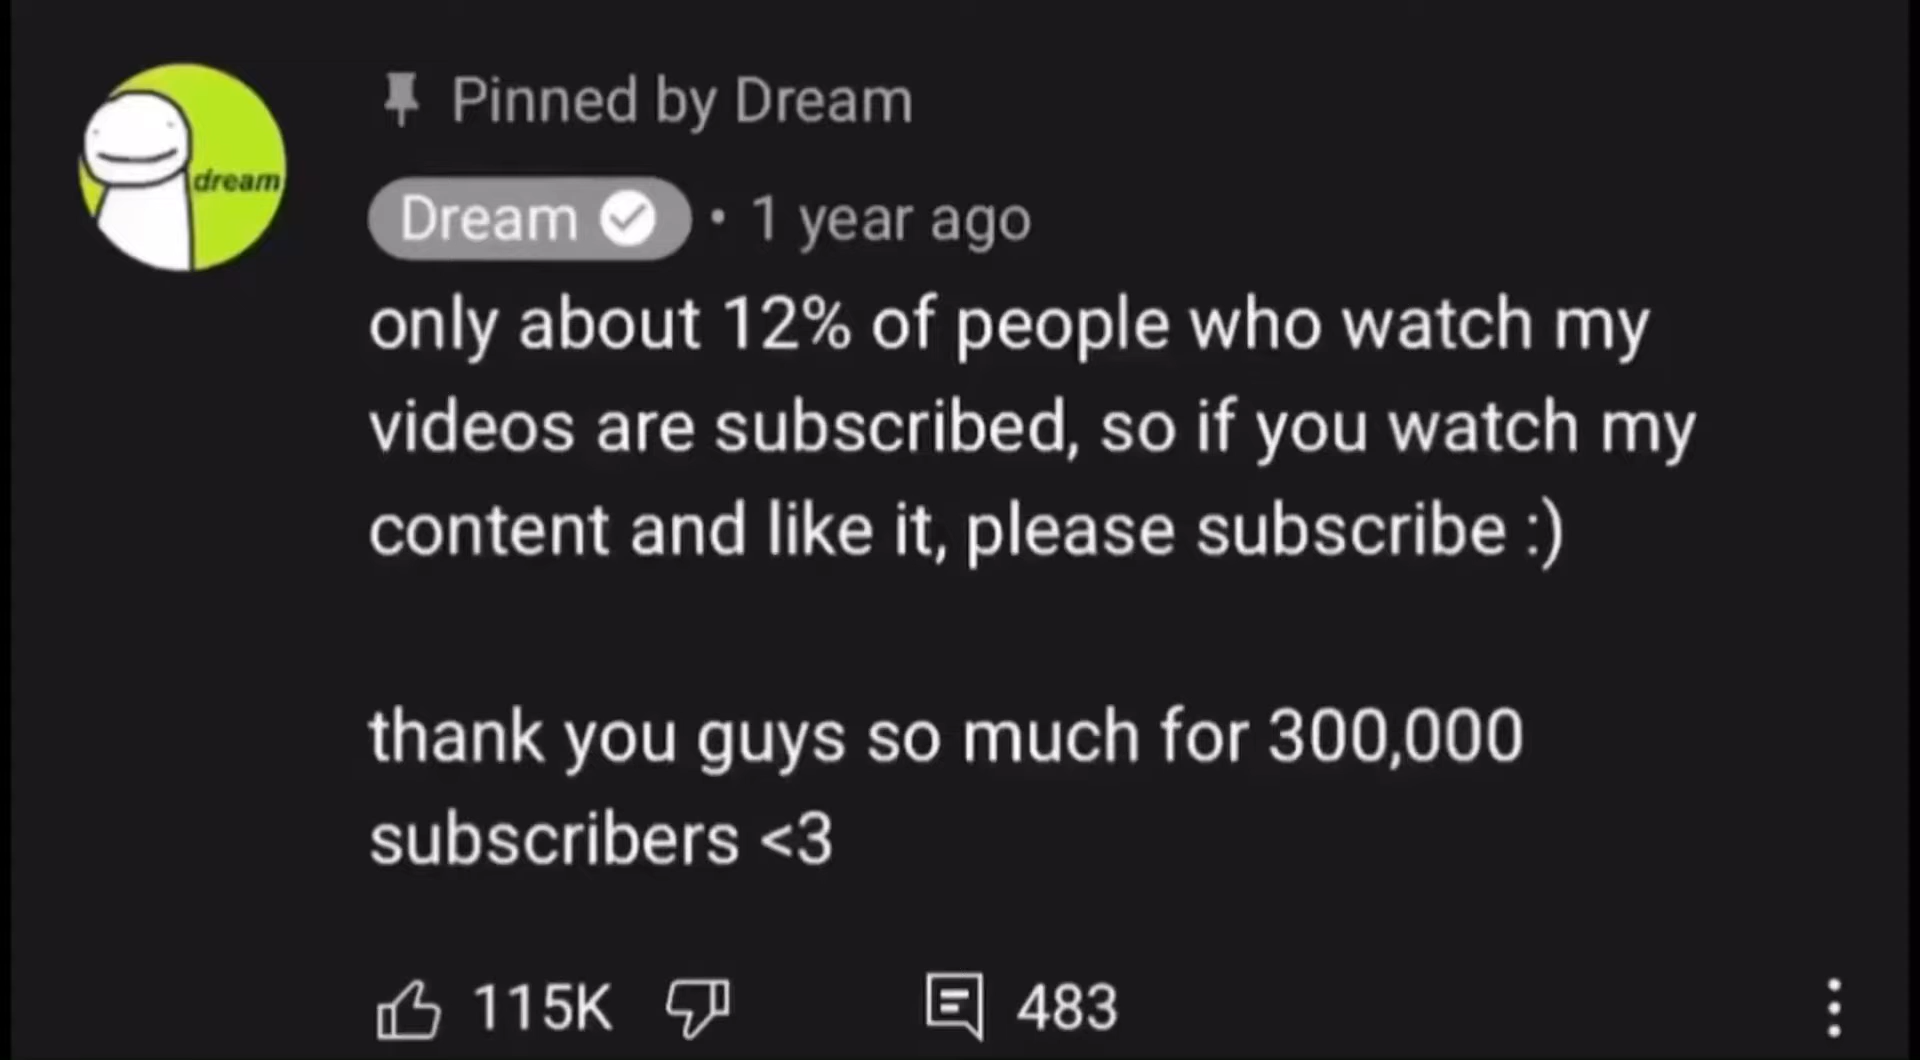 Pinned by Dream
dream
Dream • 1 year ago
only about 12% of people who watch my
videos are subscribed, so if you watch my
content and like it, please subscribe :)
thank you guys so much for 300,000
subscribers <3
115K 483